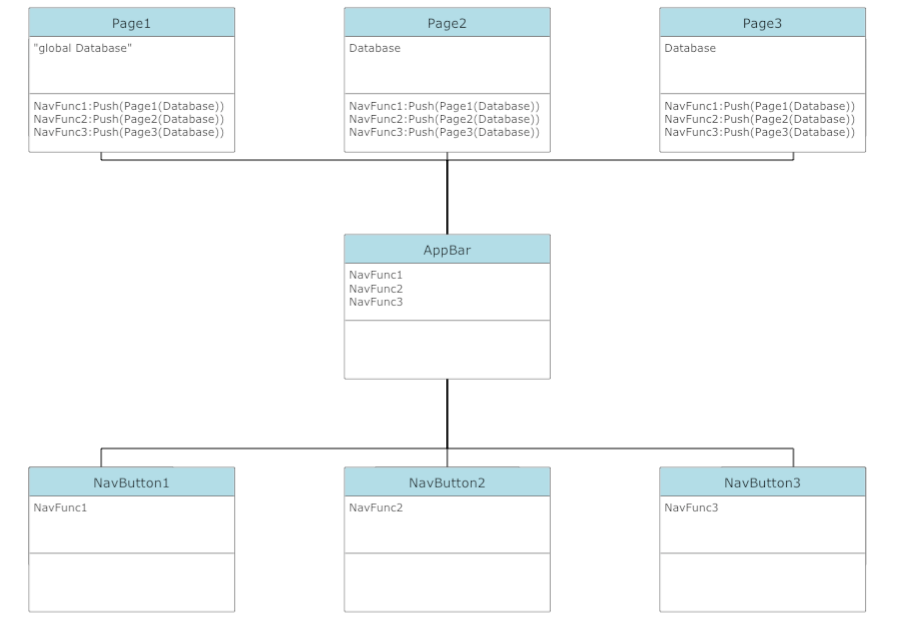 Page1
"global Database"
NavFunc1:Push(Page1(Database))
NavFunc2:Push(Page2(Database))
NavFunc3:Push(Page3(Database))
Page2
Database
NavFunc1:Push(Page1(Database))
NavFunc2:Push(Page2(Database))
NavFunc3:Push(Page3(Database))
Page3
Database
NavFunc1:Push(Page1(Database))
NavFunc2:Push(Page2(Database))
NavFunc3:Push(Page3(Database))
AppBar
NavFunc1
NavFunc2
NavFunc3
NavButton1
NavFunc1
NavButton2
NavFunc2
NavButton3
NavFunc3